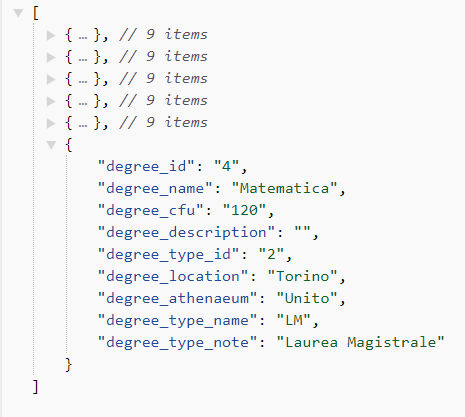 [
{ … }, // 9 items
{ … }, // 9 items
{ … }, // 9 items
{ … }, // 9 items
{ … }, // 9 items
{
"degree_id": "4",
"degree_name": "Matematica",
"degree_cfu": "120",
"degree_description": "",
"degree_type_id": "2",
"degree_location": "Torino",
"degree_athenaeum": "Unito",
"degree_type_name": "LM",
"degree_type_note": "Laurea Magistrale"
}
]